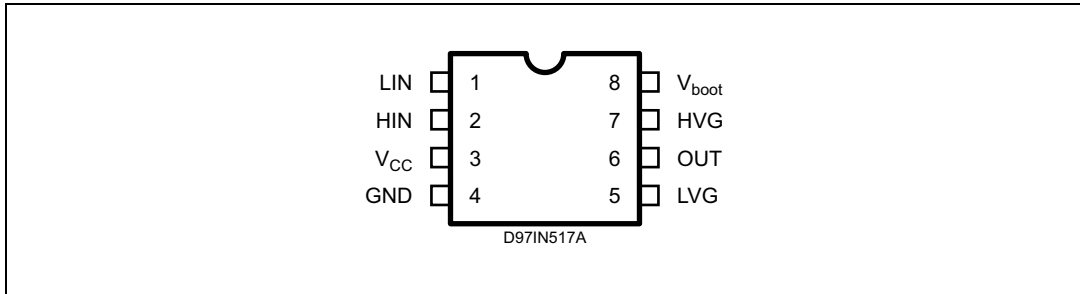 LIN 1 8 Vboot
HIN 2 7 HVG
VCC 3 6 OUT
GND 4 5 LVG
D97IN517A